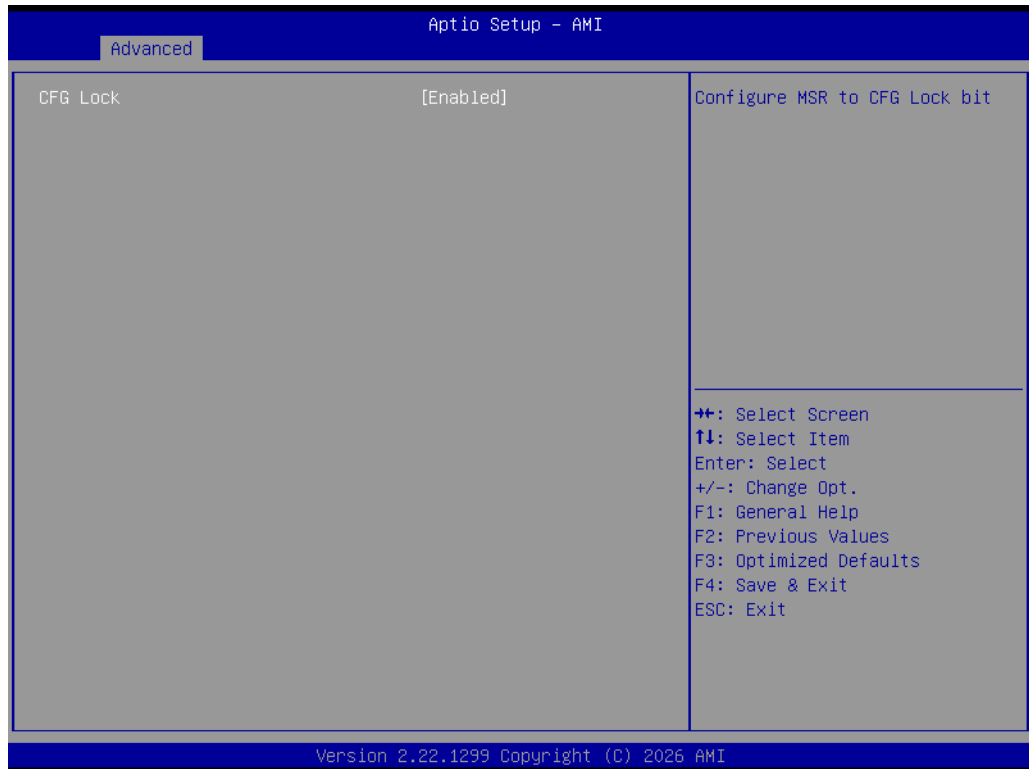 Aptio Setup – AMI
Advanced
CFG Lock [Enabled]
Configure MSR to CFG Lock bit
→←: Select Screen
↑↓: Select Item
Enter: Select
+/-: Change Opt.
F1: General Help
F2: Previous Values
F3: Optimized Defaults
F4: Save & Exit
ESC: Exit
Version 2.22.1299 Copyright (C) 2026 AMI